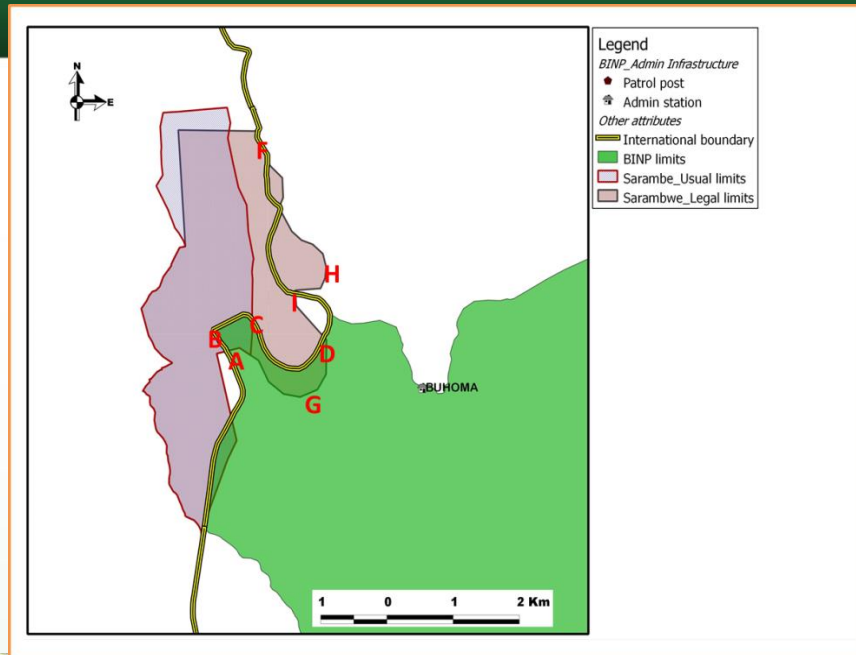 N
E
F
H
I
C
B
D
A
BUHOMA
G
1 0 1 2 Km
Legend
BINP_Admin Infrastructure
Patrol post
Admin station
Other attributes
International boundary
BINP limits
Sarambe_Usual limits
Sarambwe_Legal limits